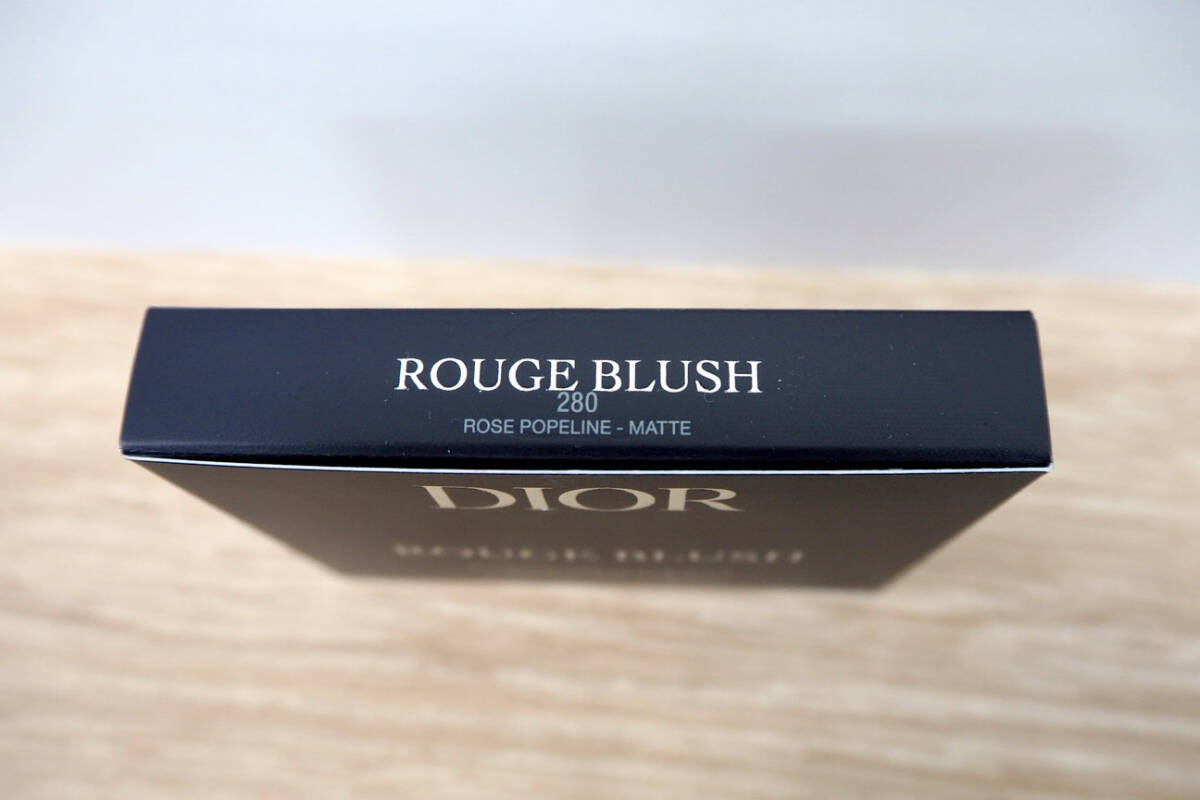 ROUGE BLUSH
280
ROSE POPELINE - MATTE
DIOR
ROUGE BLUSH